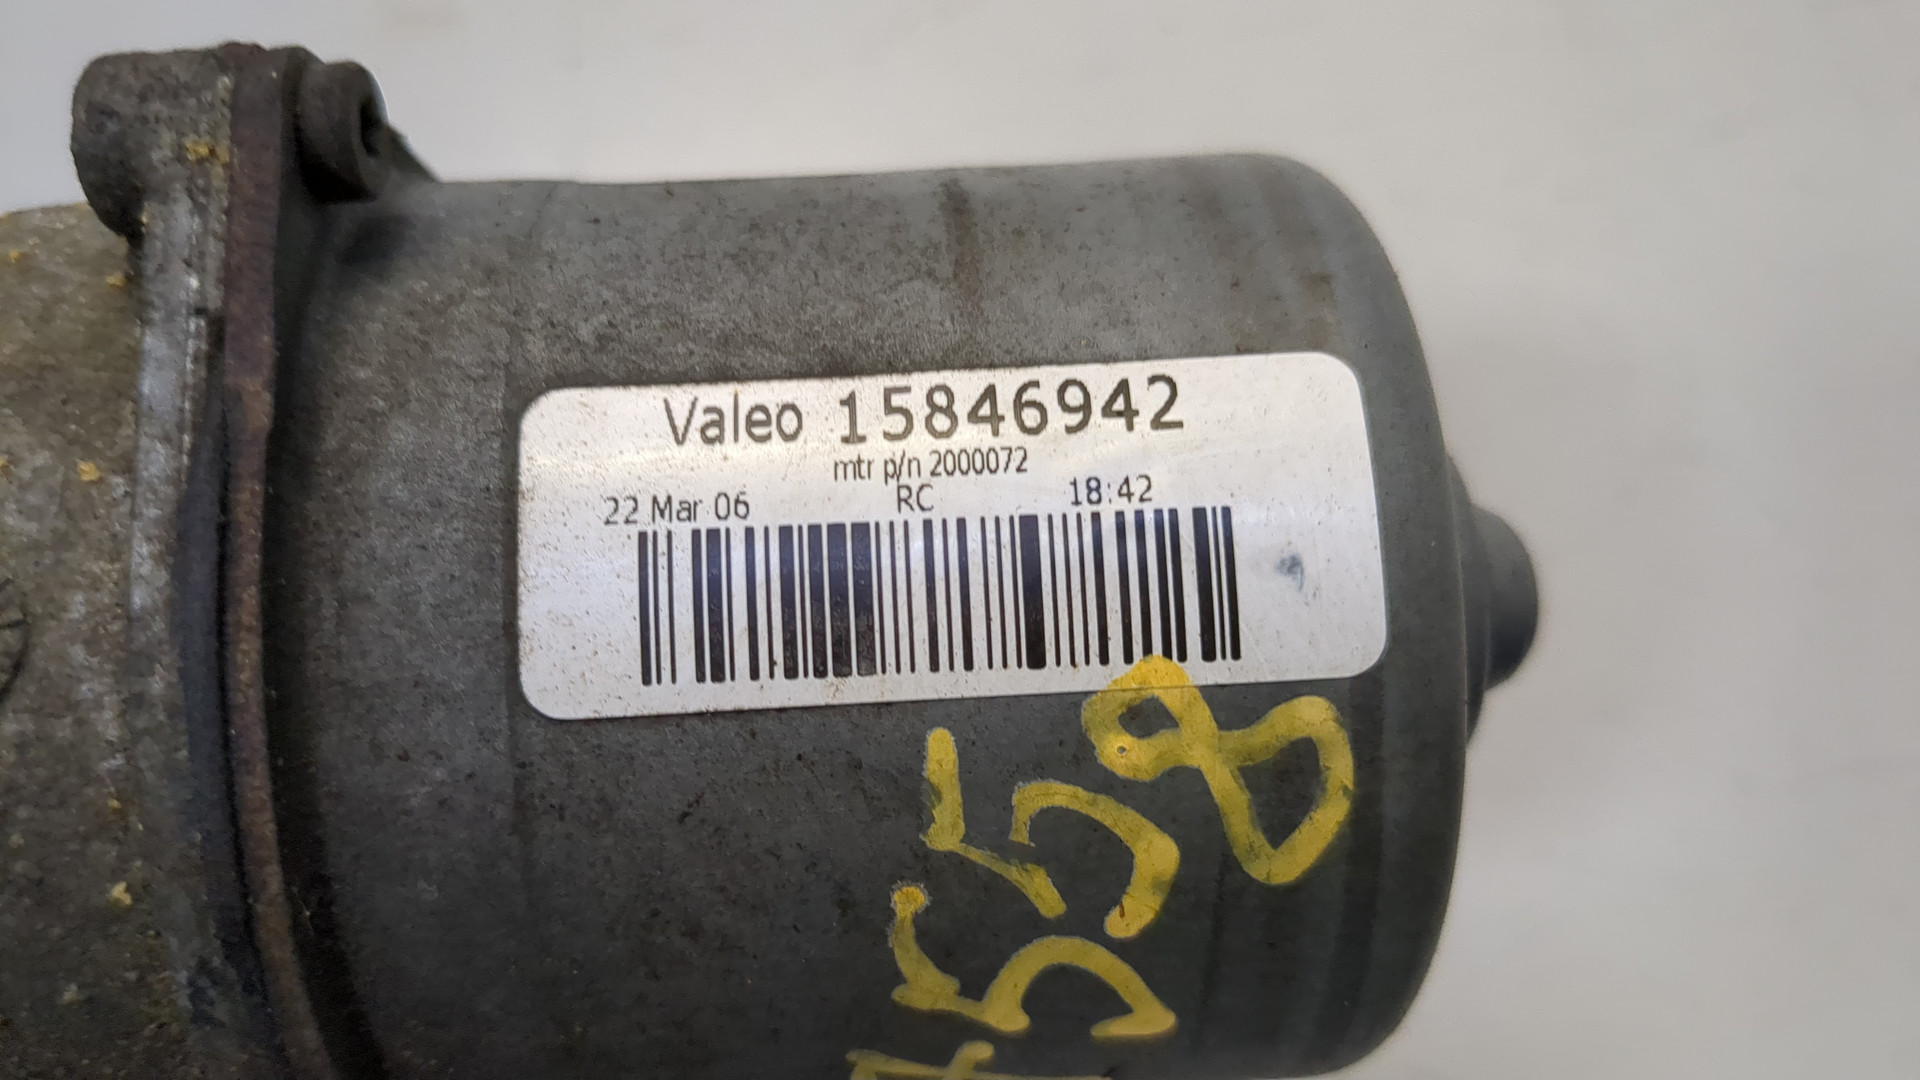 Valeo 15846942
mtr p/n 2000072
22 Mar 06 RC 18:42
558